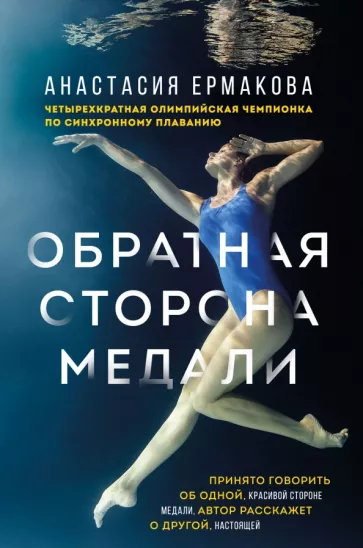 АНАСТАСИЯ ЕРМАКОВА
ЧЕТЫРЕХКРАТНАЯ ОЛИМПИЙСКАЯ ЧЕМПИОНКА
ПО СИНХРОННОМУ ПЛАВАНИЮ
ОБРАТНАЯ
СТОРОНА
МЕДАЛИ
ПРИНЯТО ГОВОРИТЬ
ОБ ОДНОЙ, КРАСИВОЙ СТОРОНЕ
МЕДАЛИ, АВТОР РАССКАЖЕТ
О ДРУГОЙ, НАСТОЯЩЕЙ